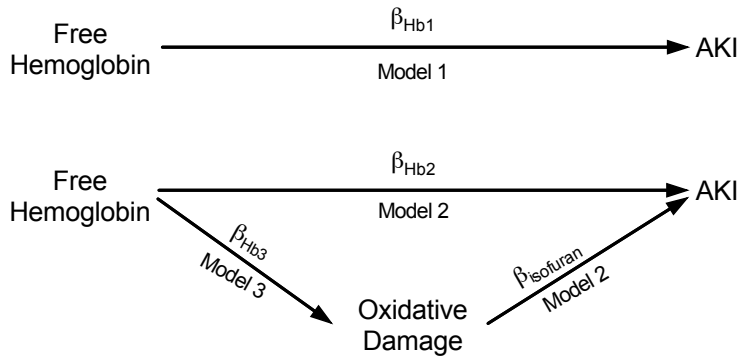 β_Hb1
Free
Hemoglobin
AKI
Model 1
β_Hb2
Free
Hemoglobin
AKI
Model 2
β_Hb3
Model 3
β_isofuran
Model 2
Oxidative
Damage